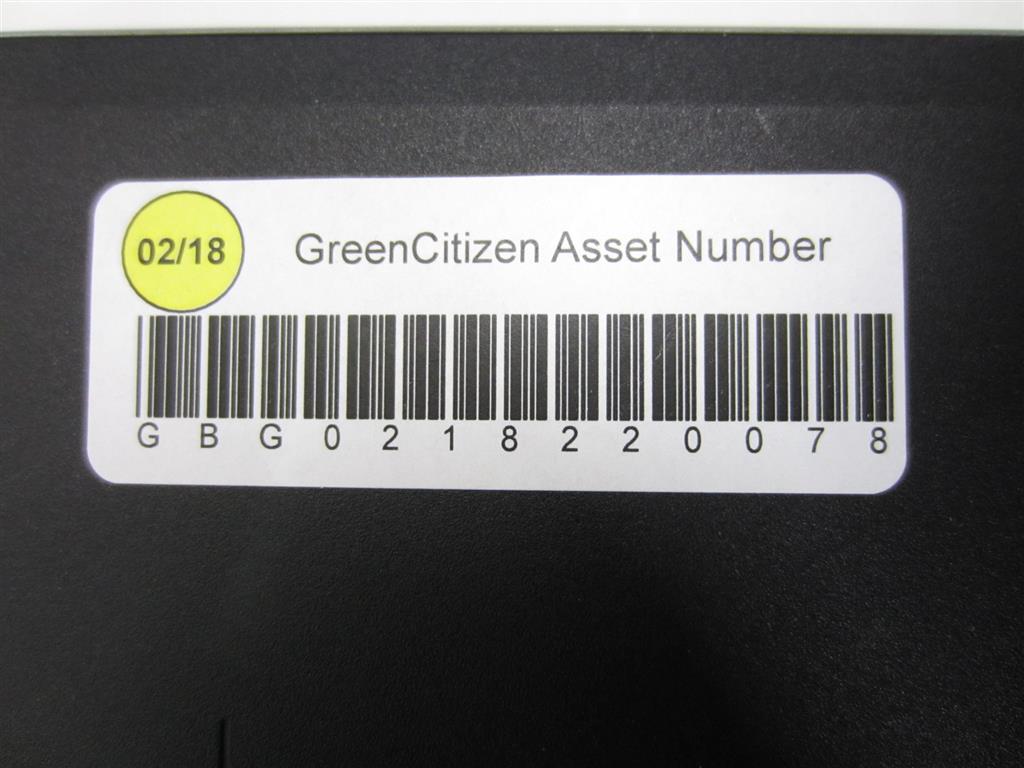 02/18
GreenCitizen Asset Number
G B G 0 2 1 8 2 2 0 0 7 8